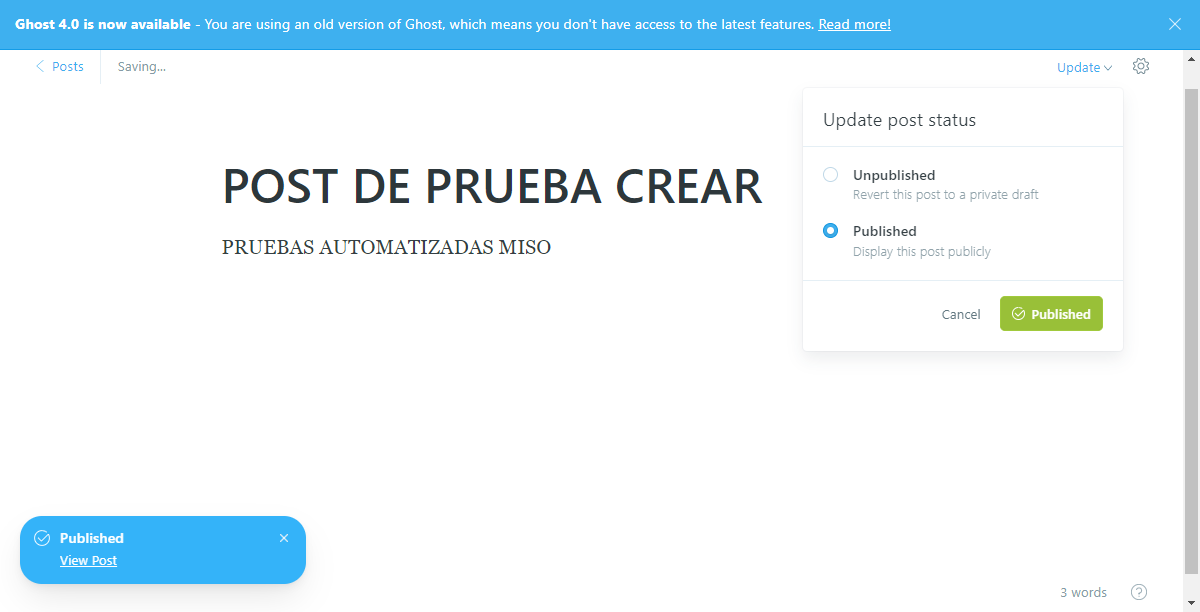 Ghost 4.0 is now available - You are using an old version of Ghost, which means you don't have access to the latest features. Read more!
Posts
Saving...
Update
Update post status
Unpublished
Revert this post to a private draft
Published
Display this post publicly
Cancel
Published
POST DE PRUEBA CREAR
PRUEBAS AUTOMATIZADAS MISO
Published
View Post
3 words
?